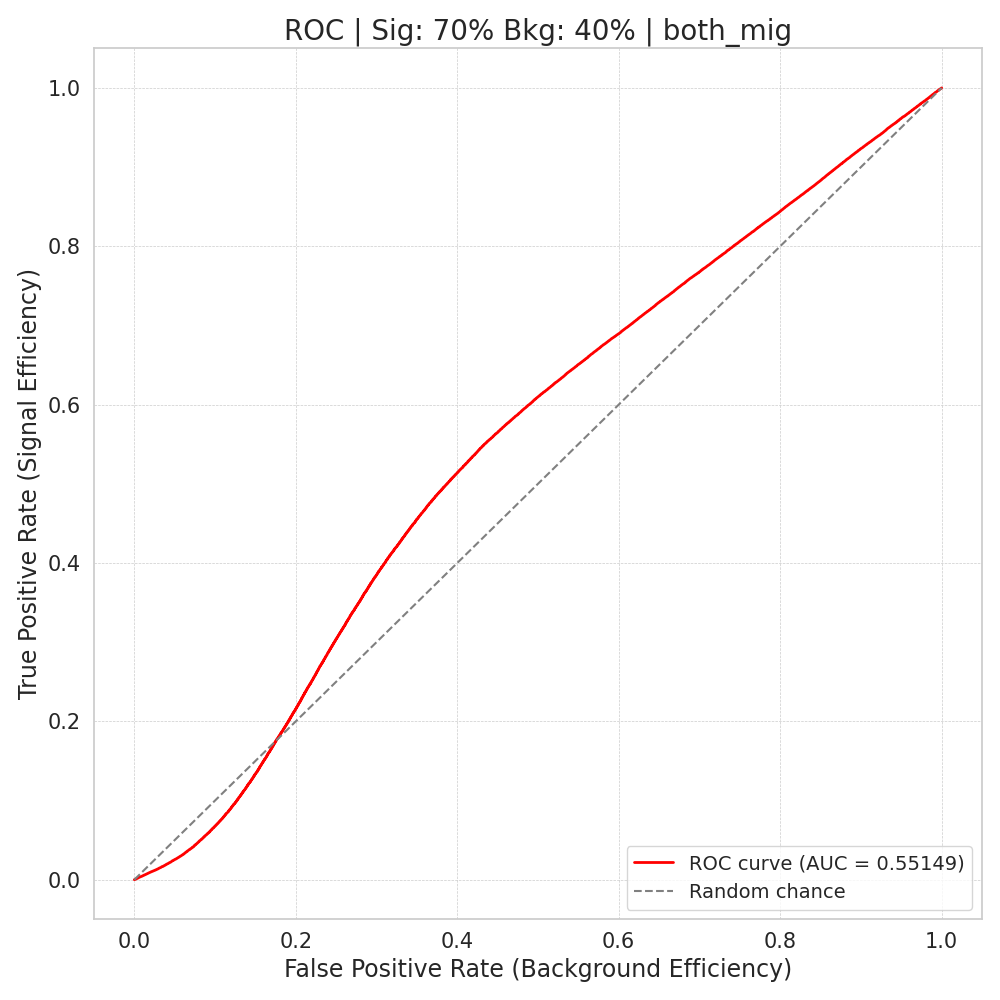 ROC | Sig: 70% Bkg: 40% | both_mig
True Positive Rate (Signal Efficiency)
1.0
0.8
0.6
0.4
0.2
0.0
0.0 0.2 0.4 0.6 0.8 1.0
False Positive Rate (Background Efficiency)
ROC curve (AUC = 0.55149)
Random chance